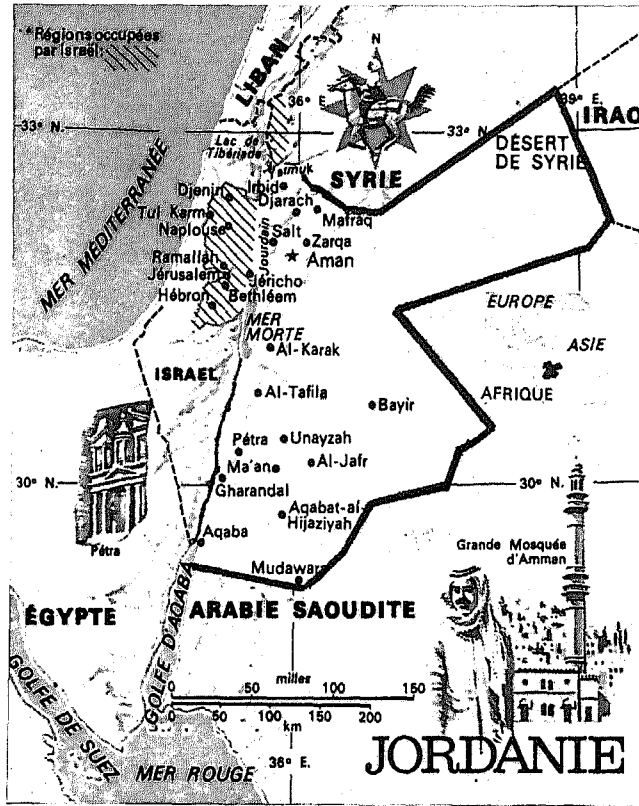 *Régions occupées
par Israël:
LIBAN
N
36° E.
39° E.
IRAQ
33° N.
33° N.
DÉSERT
DE SYRIE
Lac de
Tibériade
SYRIE
MER MÉDITERRANÉE
Yarmuk
Djenin
Irbid
Djarach
Tul Karm
Mafraq
Naplouse
Salt
Zarqa
Jourdain
Aman
Ramallah
Jérusalem
Jéricho
Hébron
Bethléem
EUROPE
MER
MORTE
ASIE
Al-Karak
ISRAEL
AFRIQUE
Al-Tafila
Bayir
Pétra
Unayzah
Ma'an
Al-Jafr
30° N.
30° N.
Gharandal
Aqabat-al-
Hijaziyah
Aqaba
Pétra
Grande Mosquée
d'Amman
Mudawara
ÉGYPTE
ARABIE SAOUDITE
GOLFE D'AQABA
0 50 100 150
milles
0 50 100 150 200
km
GOLFE DE SUEZ
MER ROUGE
36° E.
JORDANIE